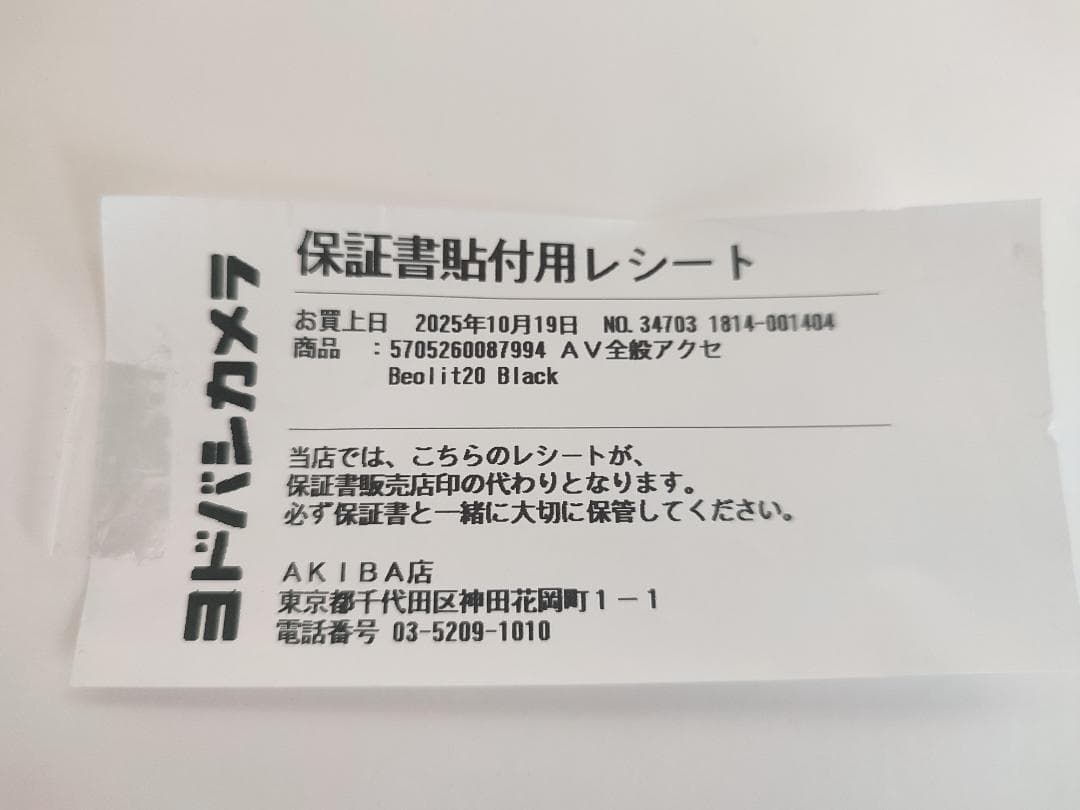 ヨドバシカメラ
保証書貼付用レシート
お買上日 2025年10月19日 NO.34703 1814-001404
商品 :5705260087994 AV全般アクセ
Beolit20 Black
当店では、こちらのレシートが、
保証書販売店印の代わりとなります。
必ず保証書と一緒に大切に保管してください。
AKIBA店
東京都千代田区神田花岡町1-1
電話番号 03-5209-1010